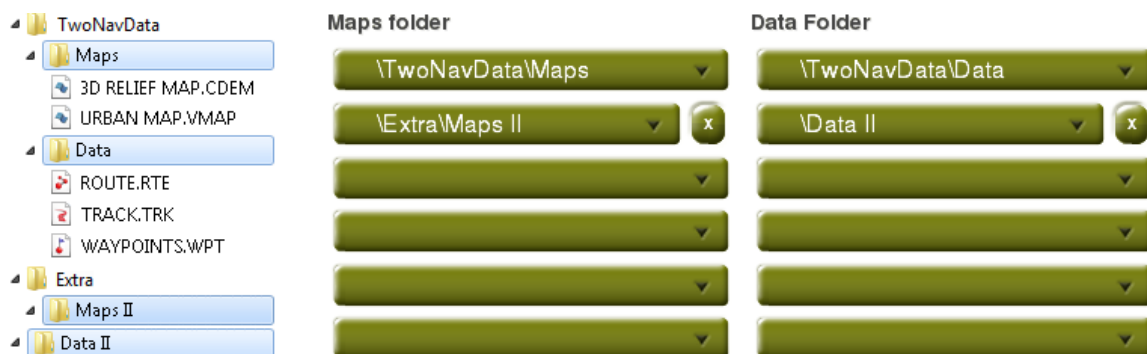 TwoNavData
Maps
3D RELIEF MAP.CDEM
URBAN MAP.VMAP
Data
ROUTE.RTE
TRACK.TRK
WAYPOINTS.WPT
Extra
Maps II
Data II
Maps folder
\TwoNavData\Maps
\Extra\Maps II
x
Data Folder
\TwoNavData\Data
\Data II
x